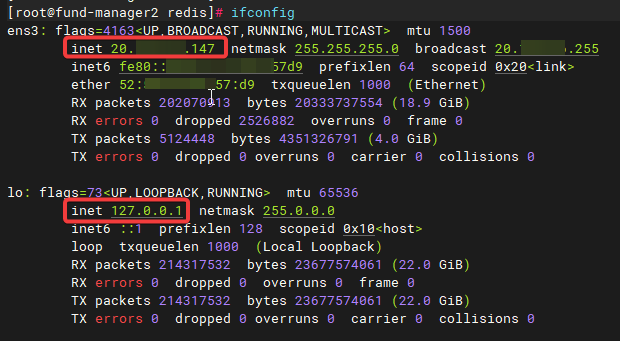 [root@fund-manager2 redis]# ifconfig
ens3: flags=4163<UP,BROADCAST,RUNNING,MULTICAST> mtu 1500
inet 20. .147 netmask 255.255.255.0 broadcast 20. .255
inet6 fe80:: 57d9 prefixlen 64 scopeid 0x20<link>
ether 52: 57:d9 txqueuelen 1000 (Ethernet)
RX packets 202070913 bytes 20333737554 (18.9 GiB)
RX errors 0 dropped 2526882 overruns 0 frame 0
TX packets 5124448 bytes 4351326791 (4.0 GiB)
TX errors 0 dropped 0 overruns 0 carrier 0 collisions 0
lo: flags=73<UP,LOOPBACK,RUNNING> mtu 65536
inet 127.0.0.1 netmask 255.0.0.0
inet6 ::1 prefixlen 128 scopeid 0x10<host>
loop txqueuelen 1000 (Local Loopback)
RX packets 214317532 bytes 23677574061 (22.0 GiB)
RX errors 0 dropped 0 overruns 0 frame 0
TX packets 214317532 bytes 23677574061 (22.0 GiB)
TX errors 0 dropped 0 overruns 0 carrier 0 collisions 0